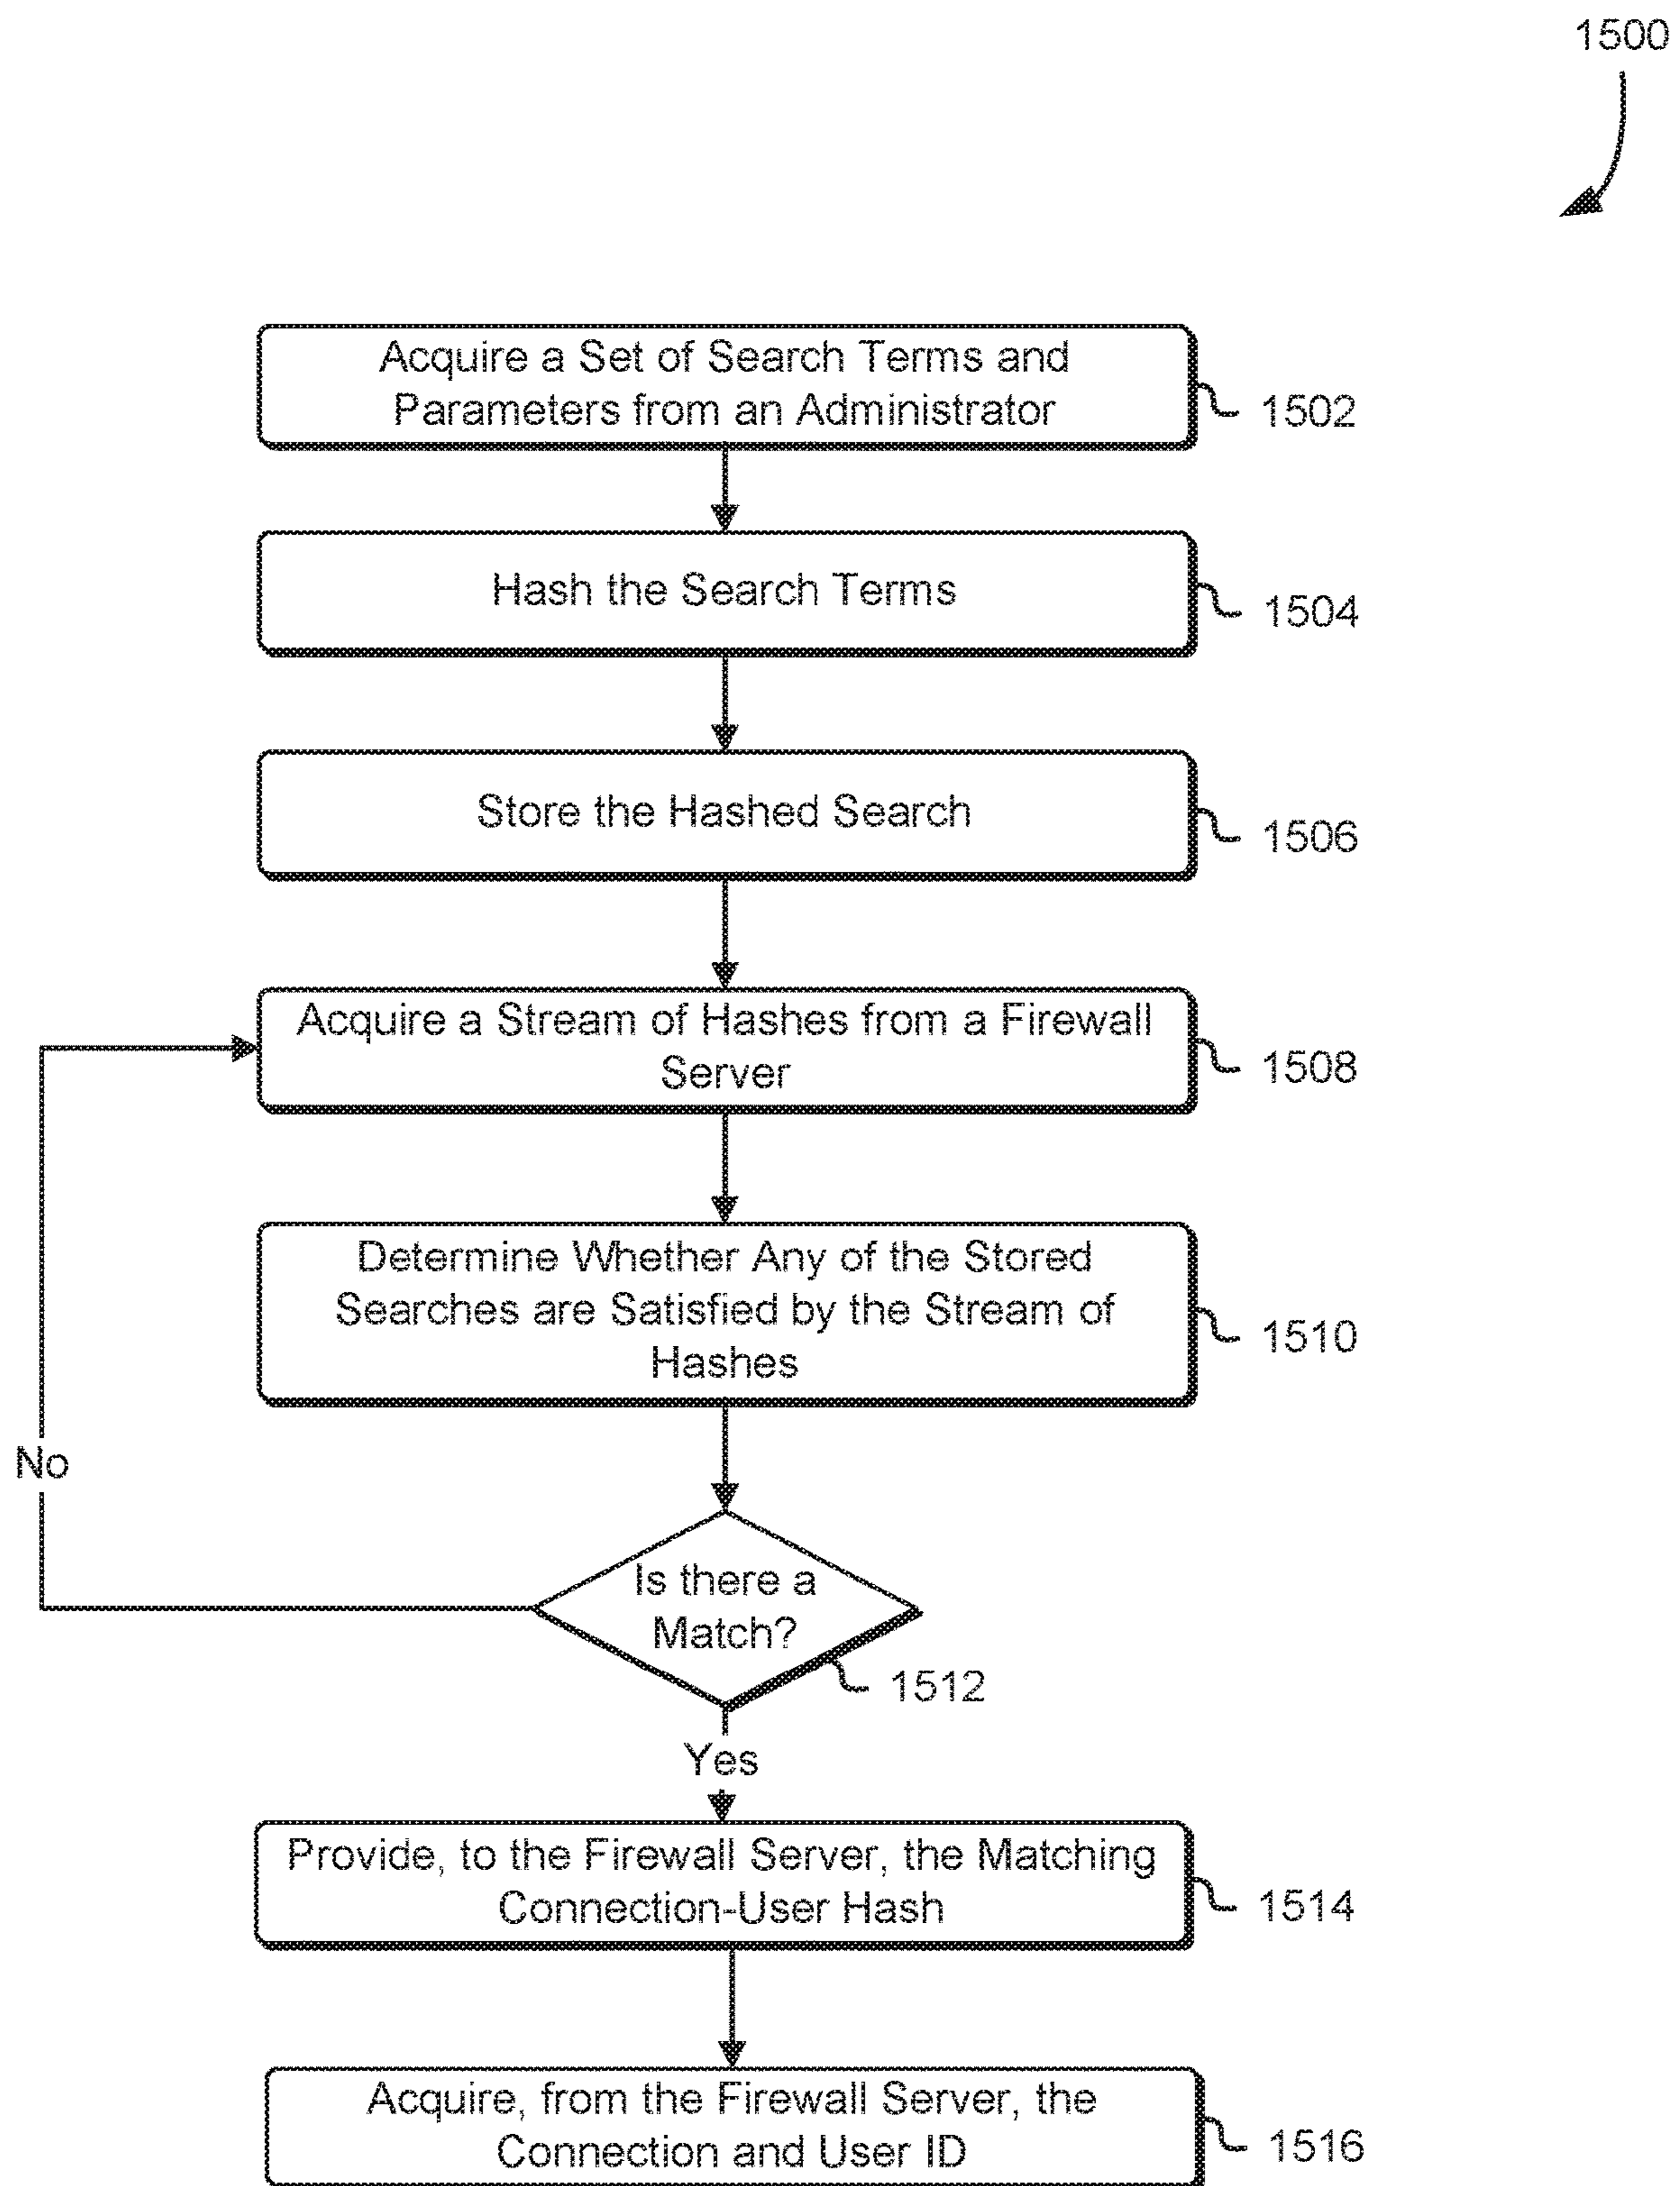 1500
Acquire a Set of Search Terms and
Parameters from an Administrator
1502
Hash the Search Terms
1504
Store the Hashed Search
1506
Acquire a Stream of Hashes from a Firewall
Server
1508
Determine Whether Any of the Stored
Searches are Satisfied by the Stream of
Hashes
1510
No
Is there a
Match?
1512
Yes
Provide, to the Firewall Server, the Matching
Connection-User Hash
1514
Acquire, from the Firewall Server, the
Connection and User ID
1516